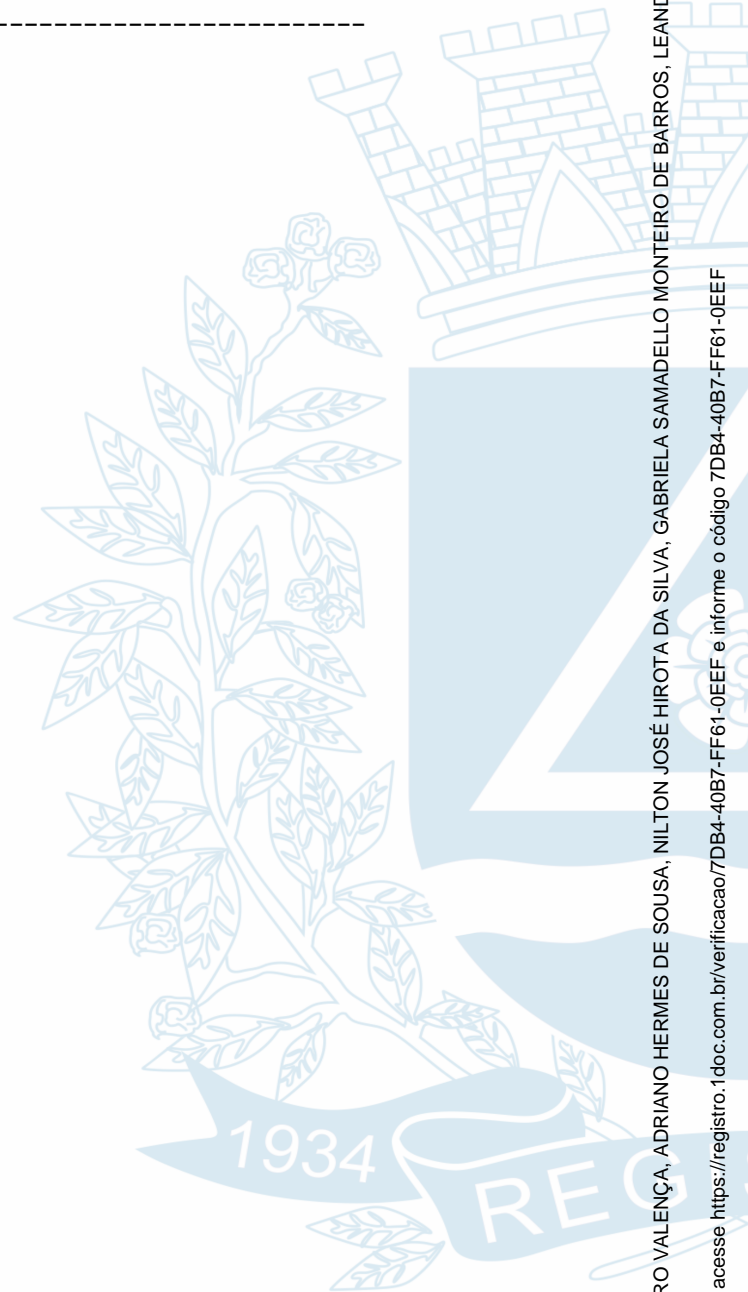 RO VALENÇA, ADRIANO HERMES DE SOUSA, NILTON JOSÉ HIROTA DA SILVA, GABRIELA SAMADELLO MONTEIRO DE BARROS, LEAND
acesse https://registro.1doc.com.br/verificacao/7DB4-40B7-FF61-0EEF e informe o código 7DB4-40B7-FF61-0EEF
1934
REGIS